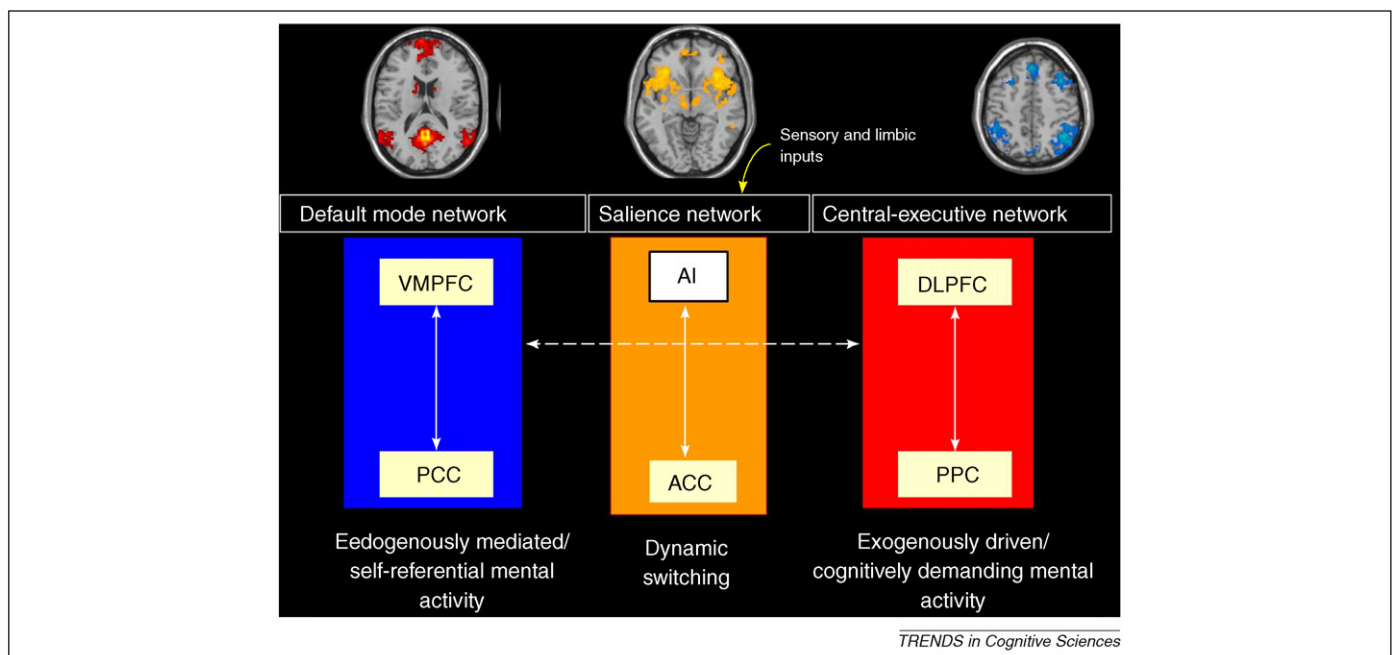 Sensory and limbic
inputs
Default mode network
Salience network
Central-executive network
VMPFC
AI
DLPFC
PCC
ACC
PPC
Eedogenously mediated/
self-referential mental
activity
Dynamic
switching
Exogenously driven/
cognitively demanding mental
activity
TRENDS in Cognitive Sciences